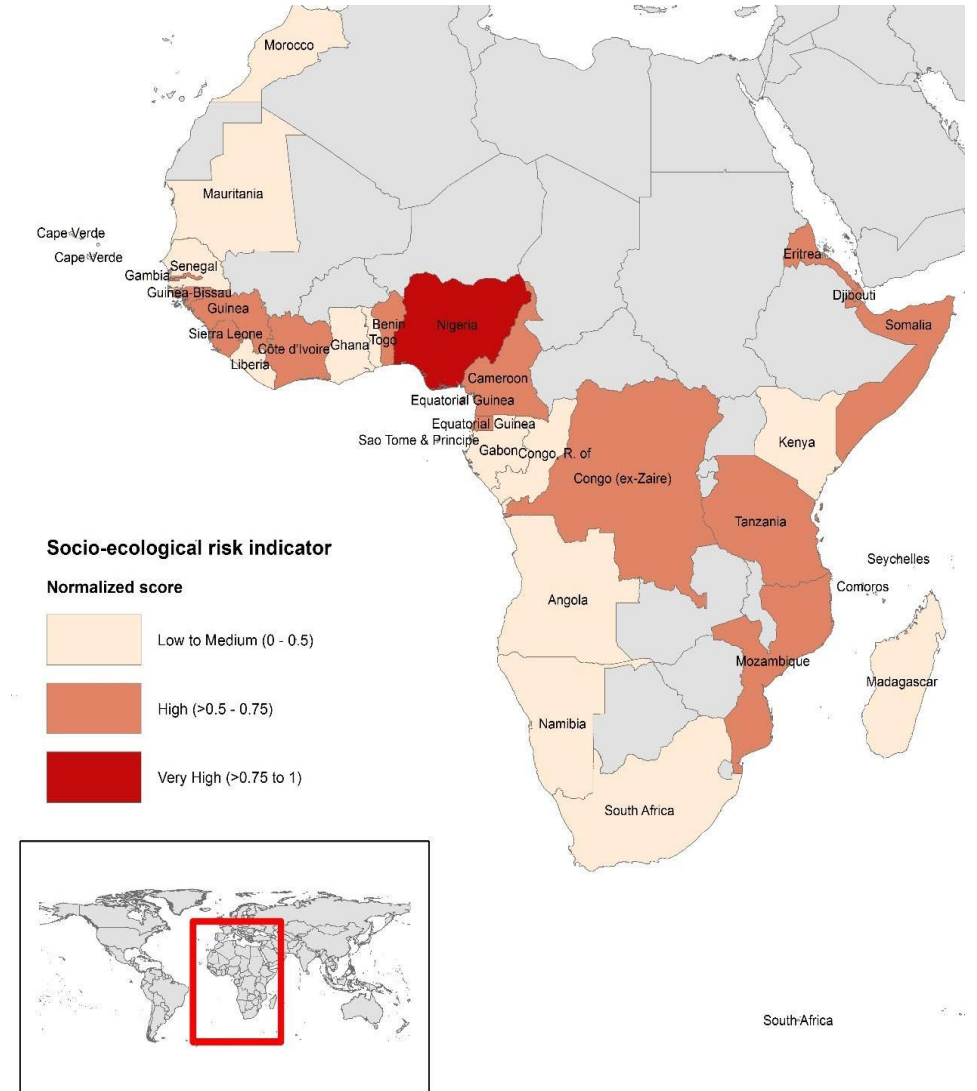 Morocco
Mauritania
Cape Verde
Cape Verde
Senegal
Gambia
Guinea-Bissau
Guinea
Sierra Leone
Côte d'Ivoire
Liberia
Ghana
Benin
Togo
Nigeria
Cameroon
Equatorial Guinea
Equatorial Guinea
Sao Tome & Principe
Gabon
Congo, R. of
Congo (ex-Zaire)
Eritrea
Djibouti
Somalia
Kenya
Tanzania
Seychelles
Comoros
Angola
Mozambique
Madagascar
Namibia
South Africa
Socio-ecological risk indicator
Normalized score
Low to Medium (0 - 0.5)
High (>0.5 - 0.75)
Very High (>0.75 to 1)
South Africa